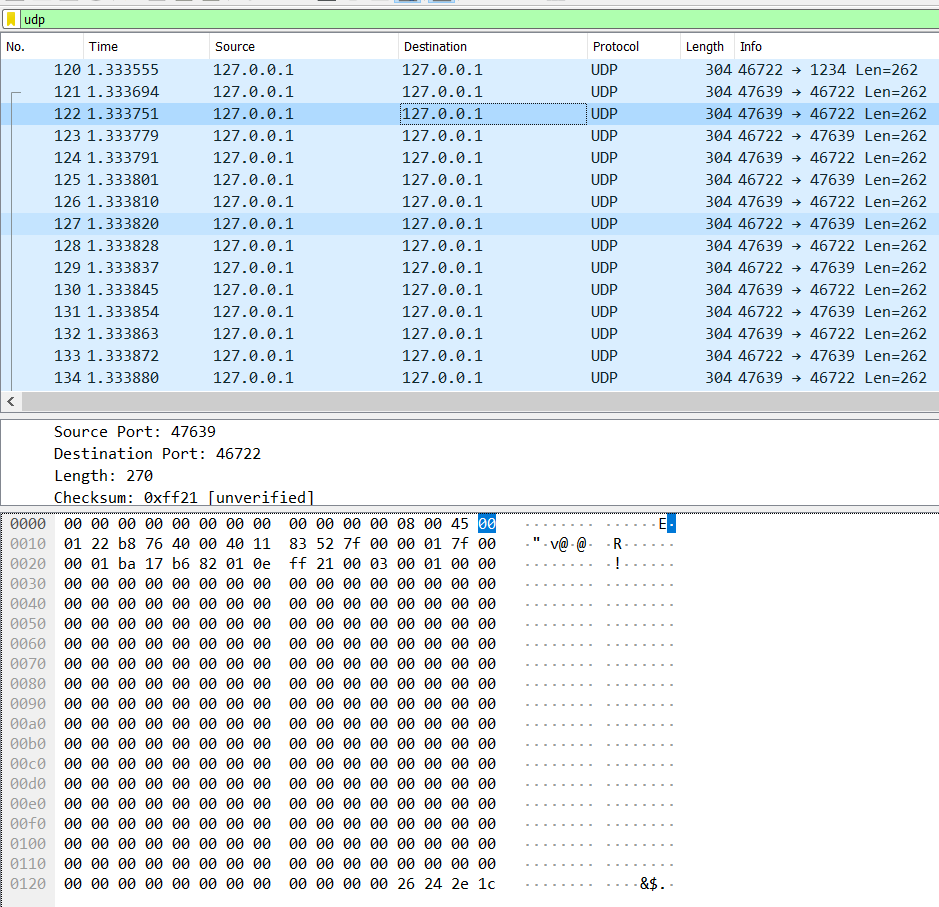 udp
No. Time Source Destination Protocol Length Info
120 1.333555 127.0.0.1 127.0.0.1 UDP 304 46722 → 1234 Len=262
121 1.333694 127.0.0.1 127.0.0.1 UDP 304 47639 → 46722 Len=262
122 1.333751 127.0.0.1 127.0.0.1 UDP 304 47639 → 46722 Len=262
123 1.333779 127.0.0.1 127.0.0.1 UDP 304 47639 → 46722 Len=262
124 1.333791 127.0.0.1 127.0.0.1 UDP 304 47639 → 46722 Len=262
125 1.333801 127.0.0.1 127.0.0.1 UDP 304 46722 → 47639 Len=262
126 1.333810 127.0.0.1 127.0.0.1 UDP 304 47639 → 46722 Len=262
127 1.333820 127.0.0.1 127.0.0.1 UDP 304 46722 → 47639 Len=262
128 1.333828 127.0.0.1 127.0.0.1 UDP 304 47639 → 46722 Len=262
129 1.333837 127.0.0.1 127.0.0.1 UDP 304 46722 → 47639 Len=262
130 1.333845 127.0.0.1 127.0.0.1 UDP 304 47639 → 46722 Len=262
131 1.333854 127.0.0.1 127.0.0.1 UDP 304 46722 → 47639 Len=262
132 1.333863 127.0.0.1 127.0.0.1 UDP 304 47639 → 46722 Len=262
133 1.333872 127.0.0.1 127.0.0.1 UDP 304 46722 → 47639 Len=262
134 1.333880 127.0.0.1 127.0.0.1 UDP 304 47639 → 46722 Len=262
Source Port: 47639
Destination Port: 46722
Length: 270
Checksum: 0xff21 [unverified]
0000 00 00 00 00 00 00 00 00 00 00 00 00 08 00 45 00 ········ ······E·
0010 01 22 b8 76 40 00 40 11 83 52 7f 00 00 01 7f 00 ·"·v@·@· ·R······
0020 00 01 ba 17 b6 82 01 0e ff 21 00 03 00 01 00 00 ········ ·!······
0030 00 00 00 00 00 00 00 00 00 00 00 00 00 00 00 00 ········ ········
0040 00 00 00 00 00 00 00 00 00 00 00 00 00 00 00 00 ········ ········
0050 00 00 00 00 00 00 00 00 00 00 00 00 00 00 00 00 ········ ········
0060 00 00 00 00 00 00 00 00 00 00 00 00 00 00 00 00 ········ ········
0070 00 00 00 00 00 00 00 00 00 00 00 00 00 00 00 00 ········ ········
0080 00 00 00 00 00 00 00 00 00 00 00 00 00 00 00 00 ········ ········
0090 00 00 00 00 00 00 00 00 00 00 00 00 00 00 00 00 ········ ········
00a0 00 00 00 00 00 00 00 00 00 00 00 00 00 00 00 00 ········ ········
00b0 00 00 00 00 00 00 00 00 00 00 00 00 00 00 00 00 ········ ········
00c0 00 00 00 00 00 00 00 00 00 00 00 00 00 00 00 00 ········ ········
00d0 00 00 00 00 00 00 00 00 00 00 00 00 00 00 00 00 ········ ········
00e0 00 00 00 00 00 00 00 00 00 00 00 00 00 00 00 00 ········ ········
00f0 00 00 00 00 00 00 00 00 00 00 00 00 00 00 00 00 ········ ········
0100 00 00 00 00 00 00 00 00 00 00 00 00 00 00 00 00 ········ ········
0110 00 00 00 00 00 00 00 00 00 00 00 00 00 00 00 00 ········ ········
0120 00 00 00 00 00 00 00 00 00 00 00 00 26 24 2e 1c ········ ····&$.·